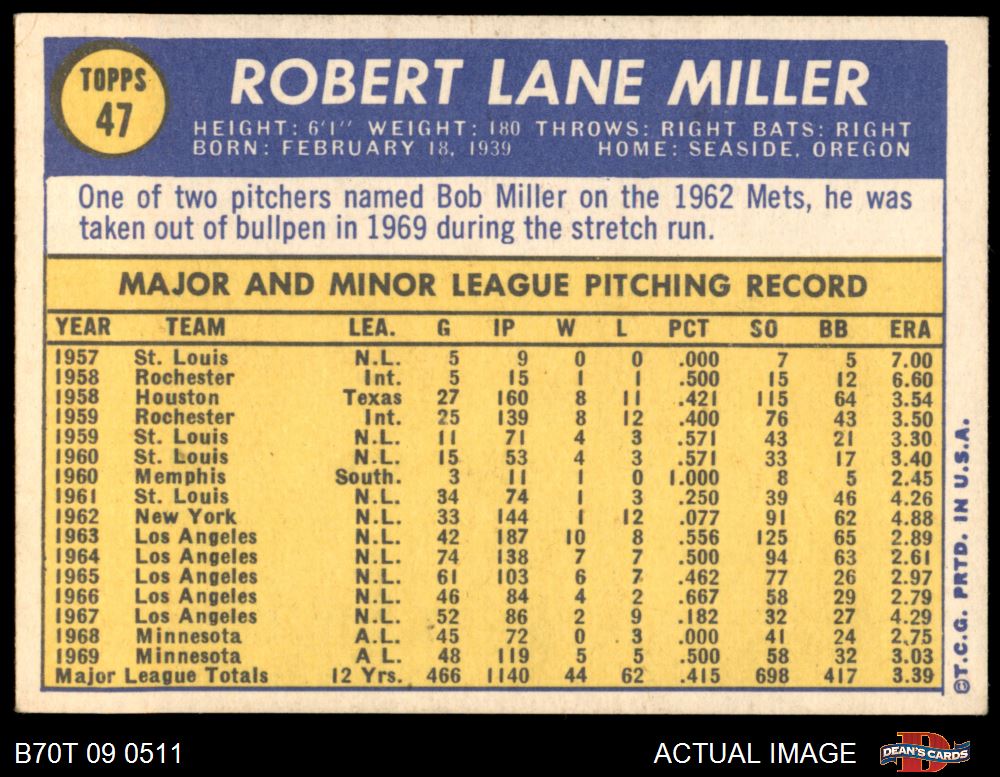 TOPPS
47
ROBERT LANE MILLER
HEIGHT: 6'1" WEIGHT: 180 THROWS: RIGHT BATS: RIGHT
BORN: FEBRUARY 18, 1939 HOME: SEASIDE, OREGON
One of two pitchers named Bob Miller on the 1962 Mets, he was
taken out of bullpen in 1969 during the stretch run.
MAJOR AND MINOR LEAGUE PITCHING RECORD
YEAR TEAM LEA. G IP W L PCT SO BB ERA
1957 St. Louis N.L. 5 9 0 0 .000 7 5 7.00
1958 Rochester Int. 5 15 1 1 .500 15 12 6.60
1958 Houston Texas 27 160 8 11 .421 115 64 3.54
1959 Rochester Int. 25 139 8 12 .400 76 43 3.50
1959 St. Louis N.L. 11 71 4 3 .571 43 21 3.30
1960 St. Louis N.L. 15 53 4 3 .571 33 17 3.40
1960 Memphis South. 3 11 1 0 1.000 8 5 2.45
1961 St. Louis N.L. 34 74 1 3 .250 39 46 4.26
1962 New York N.L. 33 144 1 12 .077 91 62 4.88
1963 Los Angeles N.L. 42 187 10 8 .556 125 65 2.89
1964 Los Angeles N.L. 74 138 7 7 .500 94 63 2.61
1965 Los Angeles N.L. 61 103 6 7 .462 77 26 2.97
1966 Los Angeles N.L. 46 84 4 2 .667 58 29 2.79
1967 Los Angeles N.L. 52 86 2 9 .182 32 27 4.29
1968 Minnesota A.L. 45 72 0 3 .000 41 24 2.75
1969 Minnesota A L. 48 119 5 5 .500 58 32 3.03
Major League Totals 12 Yrs. 466 1140 44 62 .415 698 417 3.39
©T.C.G. PRTD. IN U.S.A.
B70T 09 0511
ACTUAL IMAGE
D
DEAN'S CARDS